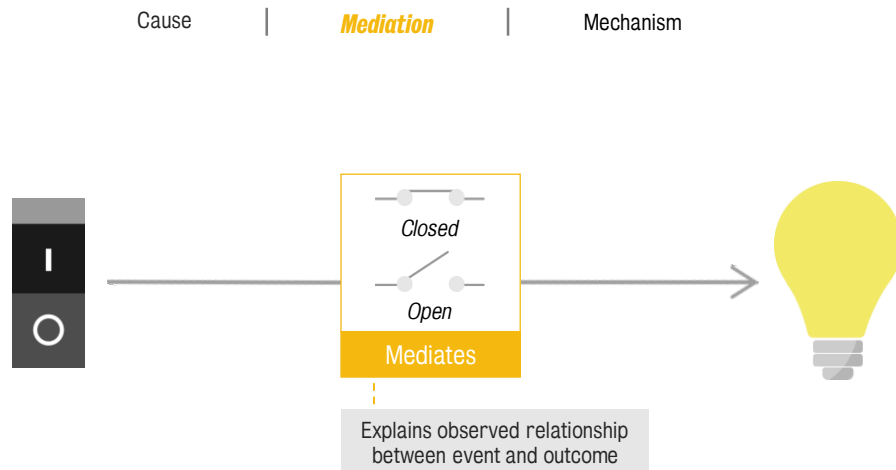 Cause | Mediation | Mechanism
I
Closed
O
Open
Mediates
Explains observed relationship
between event and outcome